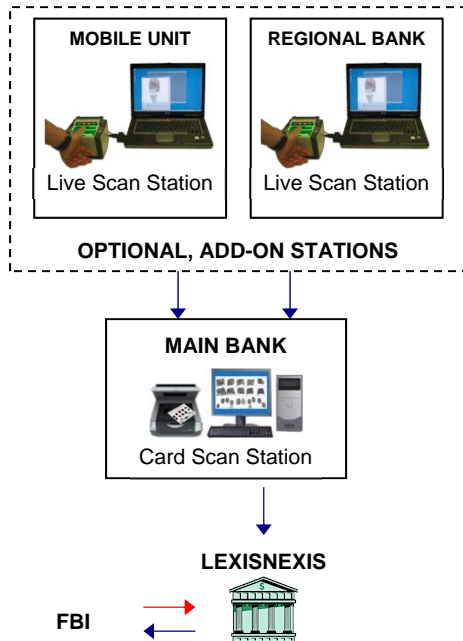 MOBILE UNIT
REGIONAL BANK
Live Scan Station
Live Scan Station
OPTIONAL, ADD-ON STATIONS
MAIN BANK
Card Scan Station
LEXISNEXIS
$
FBI